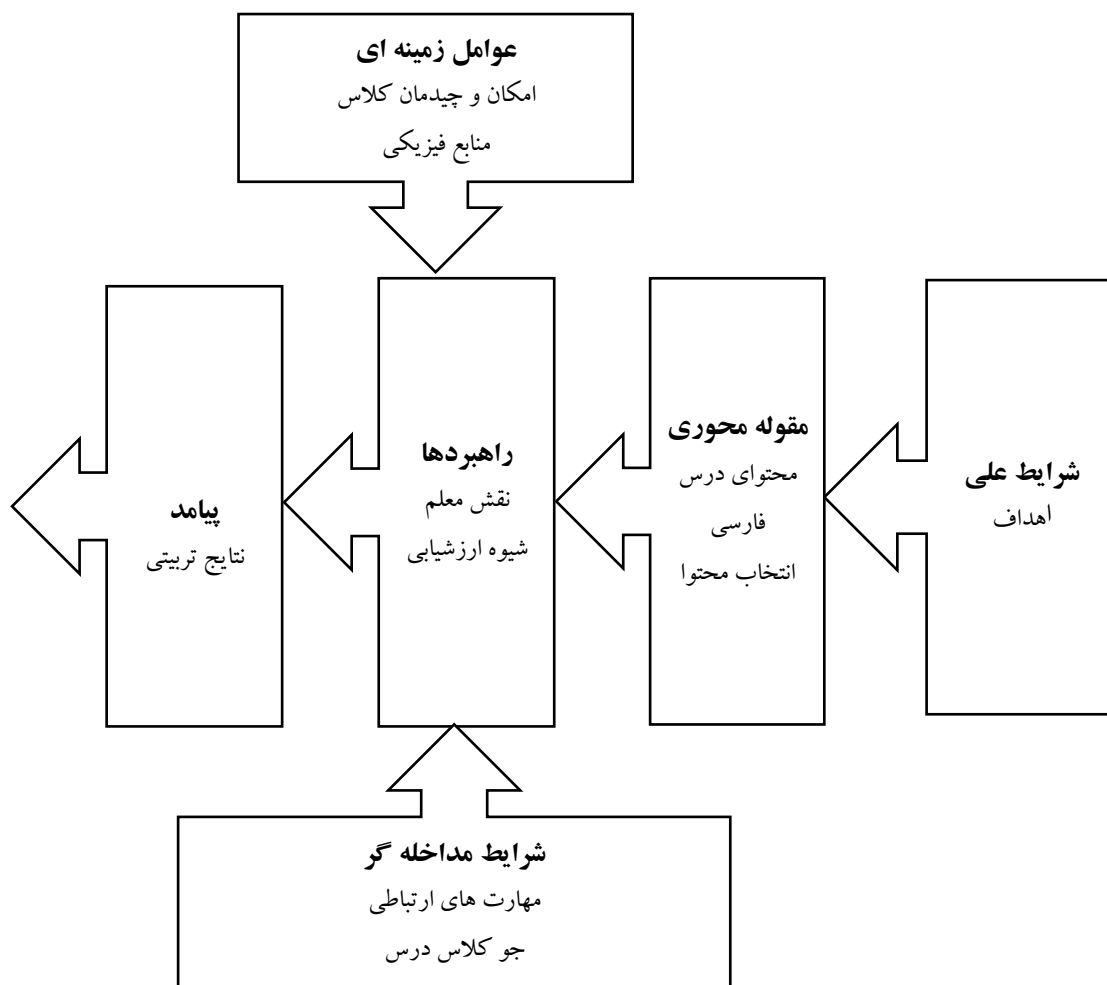 عوامل زمینه ای
امکان و چیدمان کلاس
منابع فیزیکی
شرایط علی
اهداف
مقوله محوری
محتوای درس
فارسی
انتخاب محتوا
راهبردها
نقش معلم
شیوه ارزشیابی
پیامد
نتایج تربیتی
شرایط مداخله گر
مهارت های ارتباطی
جو کلاس درس